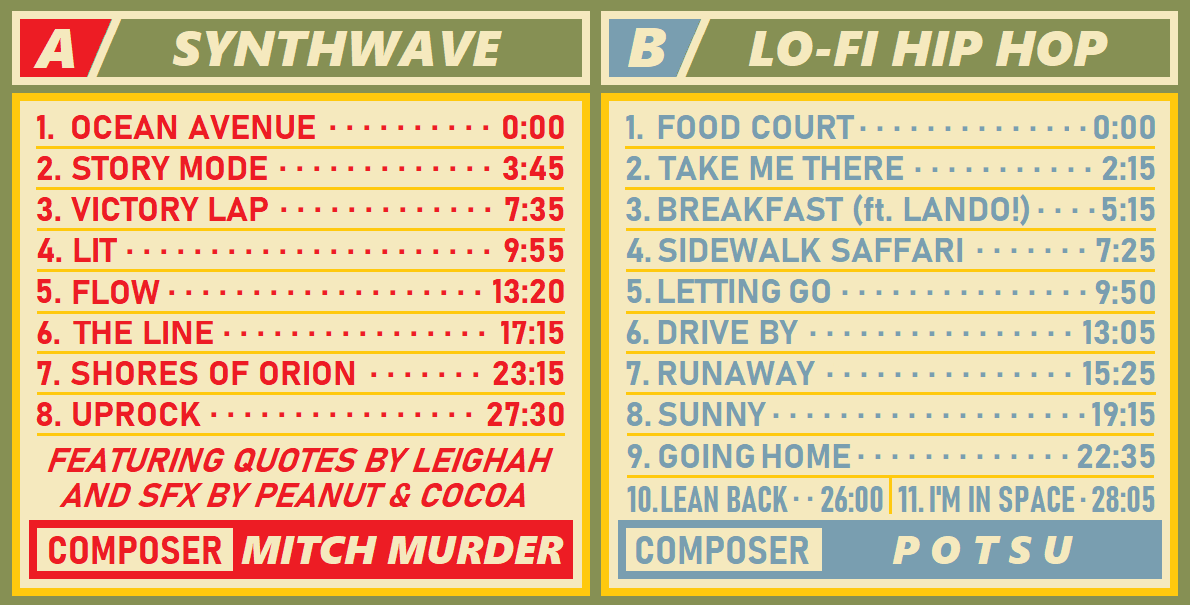 A SYNTHWAVE
1. OCEAN AVENUE · · · · · · · · · · 0:00
2. STORY MODE · · · · · · · · · · · · · 3:45
3. VICTORY LAP · · · · · · · · · · · · · 7:35
4. LIT · · · · · · · · · · · · · · · · · · · · · 9:55
5. FLOW · · · · · · · · · · · · · · · · · · · 13:20
6. THE LINE · · · · · · · · · · · · · · · · 17:15
7. SHORES OF ORION · · · · · · · 23:15
8. UPROCK · · · · · · · · · · · · · · · · 27:30
FEATURING QUOTES BY LEIGHAH
AND SFX BY PEANUT & COCOA
COMPOSER MITCH MURDER
B LO-FI HIP HOP
1. FOOD COURT · · · · · · · · · · · · · · 0:00
2. TAKE ME THERE · · · · · · · · · · · 2:15
3. BREAKFAST (ft. LANDO!) · · · · 5:15
4. SIDEWALK SAFFARI · · · · · · · 7:25
5. LETTING GO · · · · · · · · · · · · · · · 9:50
6. DRIVE BY · · · · · · · · · · · · · · · · 13:05
7. RUNAWAY · · · · · · · · · · · · · · · 15:25
8. SUNNY · · · · · · · · · · · · · · · · · · · 19:15
9. GOING HOME · · · · · · · · · · · · · 22:35
10. LEAN BACK · · 26:00 11. I'M IN SPACE · 28:05
COMPOSER POTSU